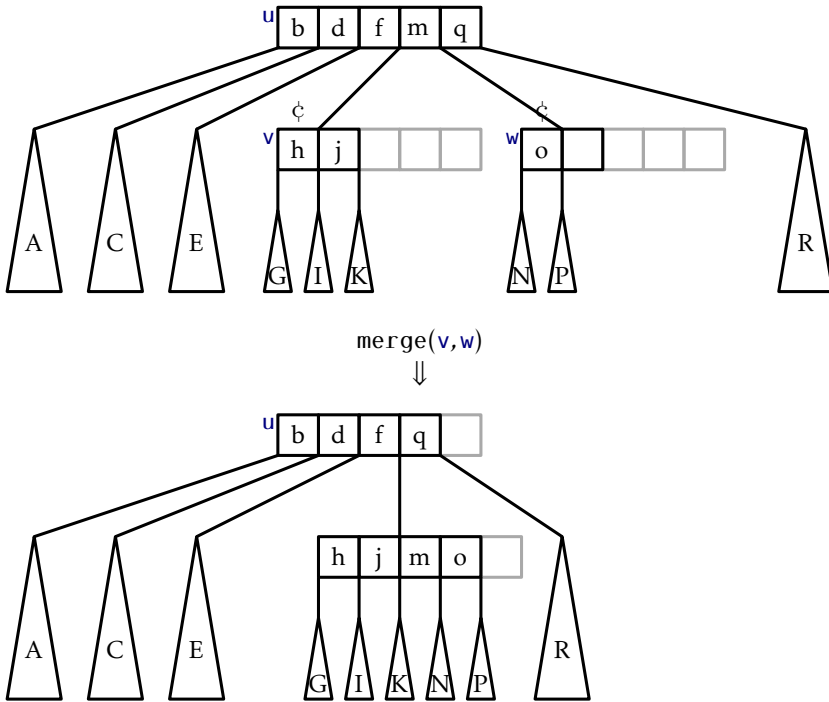 u b d f m q
¢ ¢
v h j w o
A C E G I K N P R
merge(v,w)
⇓
u b d f q
h j m o
A C E G I K N P R